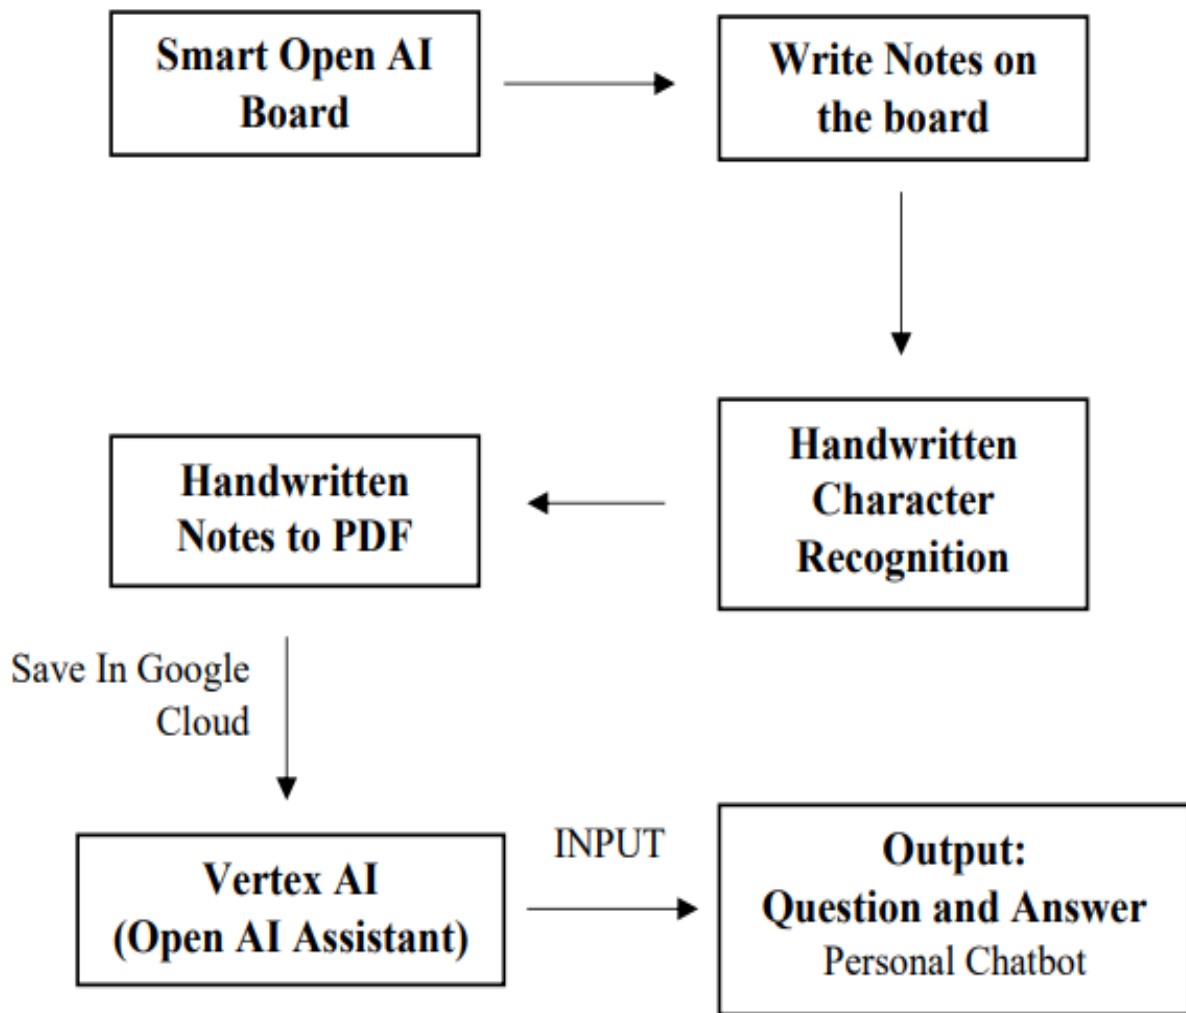 Smart Open AI
Board
Write Notes on
the board
Handwritten
Character
Recognition
Handwritten
Notes to PDF
Save In Google
Cloud
Vertex AI
(Open AI Assistant)
INPUT
Output:
Question and Answer
Personal Chatbot